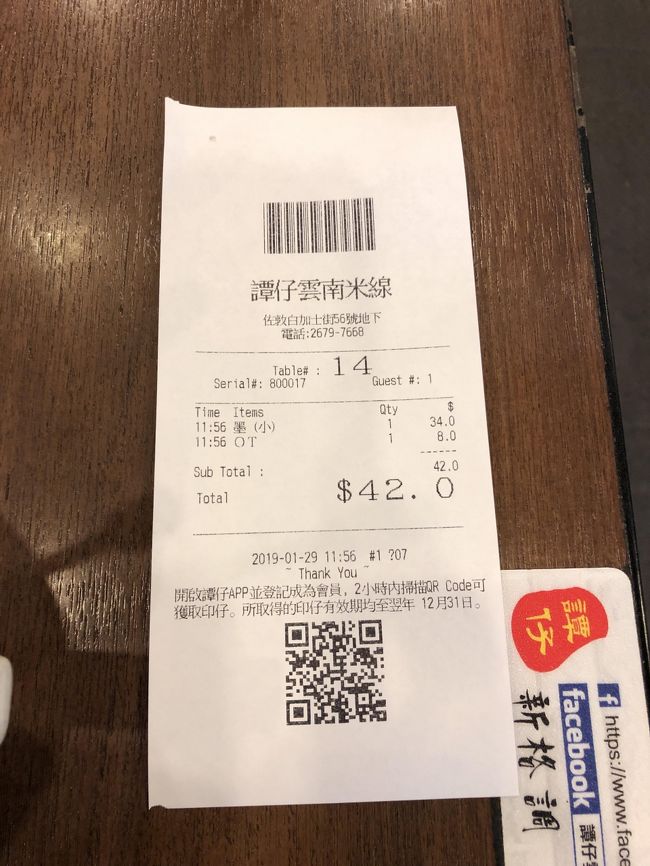 譚仔雲南米線
佐敦白加士街56號地下
電話:2679-7668
Table# : 14
Serial#: 800017 Guest #: 1
Time Items Qty $
11:56 墨 (小) 1 34.0
11:56 OT 1 8.0
------
Sub Total : 42.0
Total $42.0
2019-01-29 11:56 #1 ?07
~ Thank You ~
開啟譚仔APP並登記成為會員, 2小時內掃描QR Code可
獲取印仔。所取得的印仔有效期均至翌年 12月31日。
譚仔
新格調
facebook
f https://www.face
譚仔